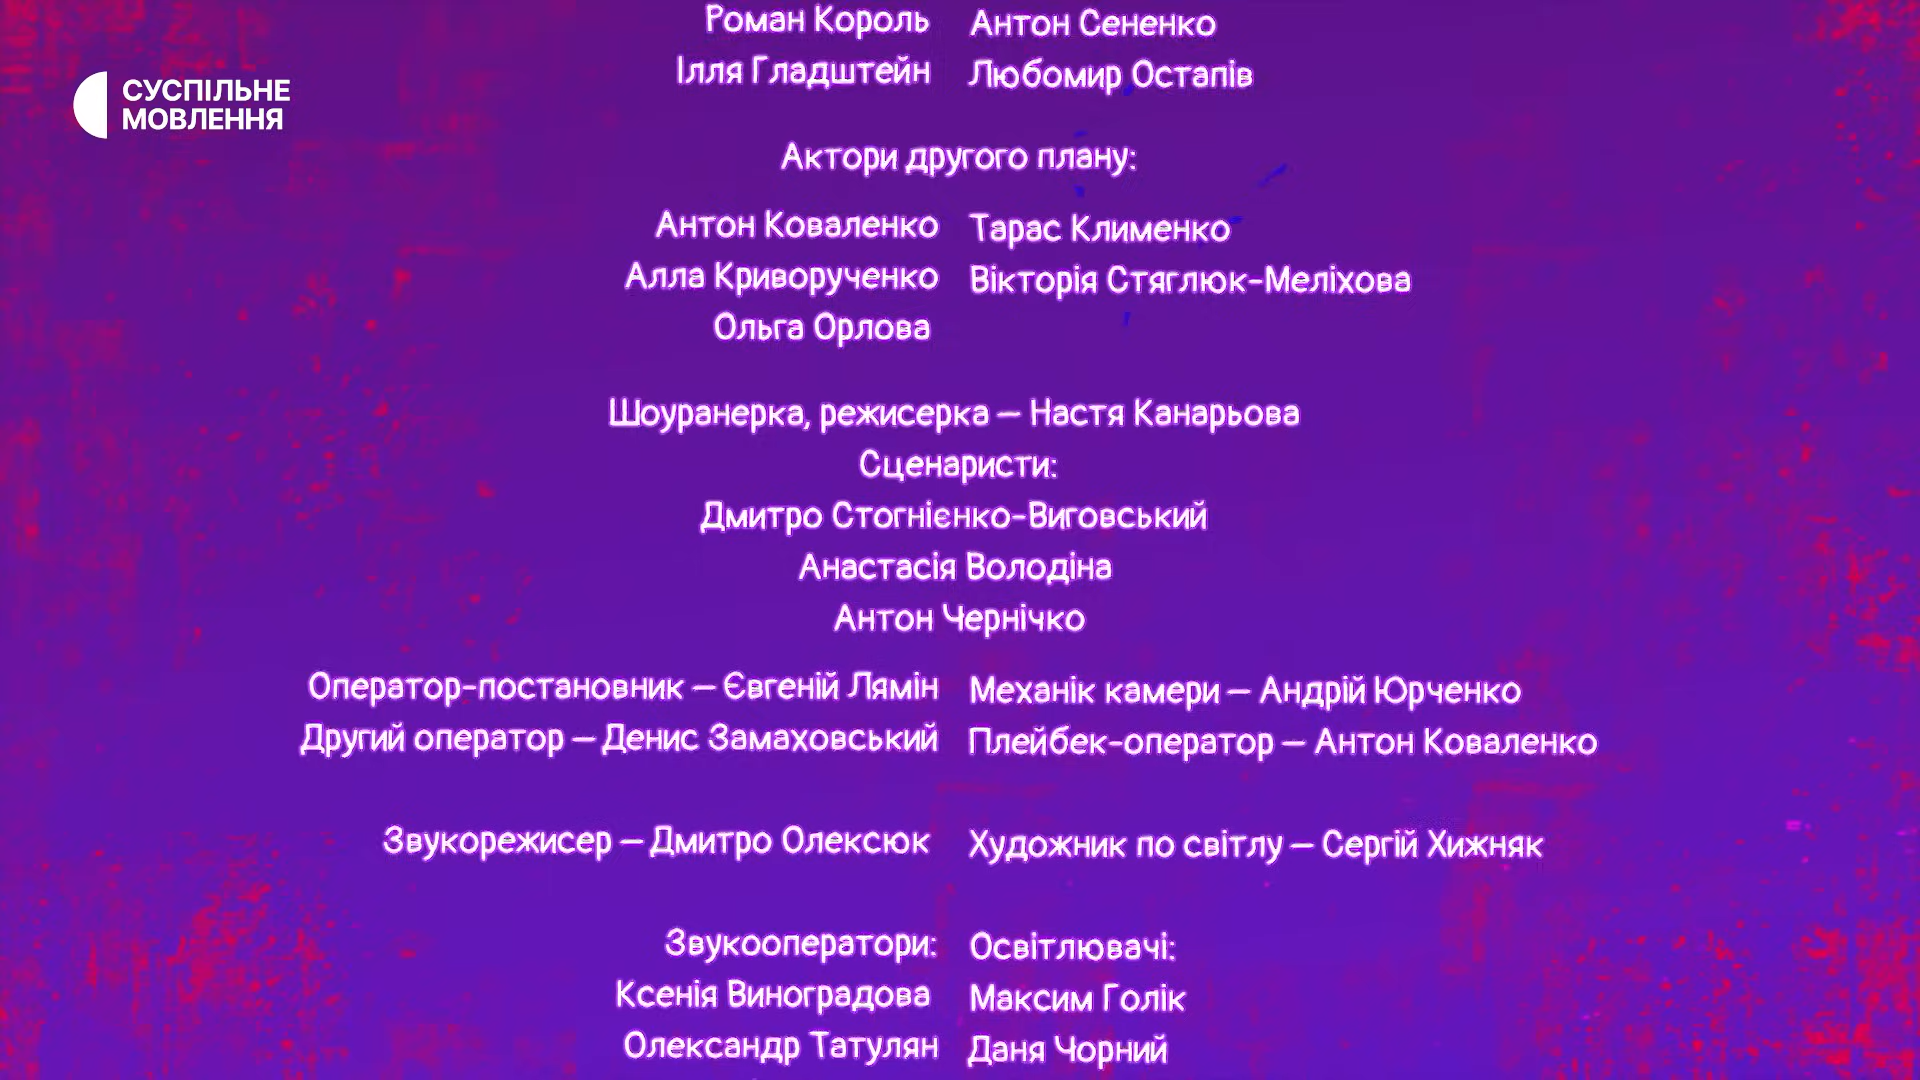 Роман Король Антон Сененко
Ілля Гладштейн Любомир Остапів
СУСПІЛЬНЕ
МОВЛЕННЯ
Актори другого плану:
Антон Коваленко Тарас Клименко
Алла Криворученко Вікторія Стяглюк-Меліхова
Ольга Орлова
Шоуранерка, режисерка – Настя Канарьова
Сценаристи:
Дмитро Стогнієнко-Виговський
Анастасія Володіна
Антон Чернічко
Оператор-постановник – Євгеній Лямін Механік камери – Андрій Юрченко
Другий оператор – Денис Замаховський Плейбек-оператор – Антон Коваленко
Звукорежисер – Дмитро Олексюк Художник по світлу – Сергій Хижняк
Звукооператори: Освітлювачі:
Ксенія Виноградова Максим Голік
Олександр Татулян Даня Чорний